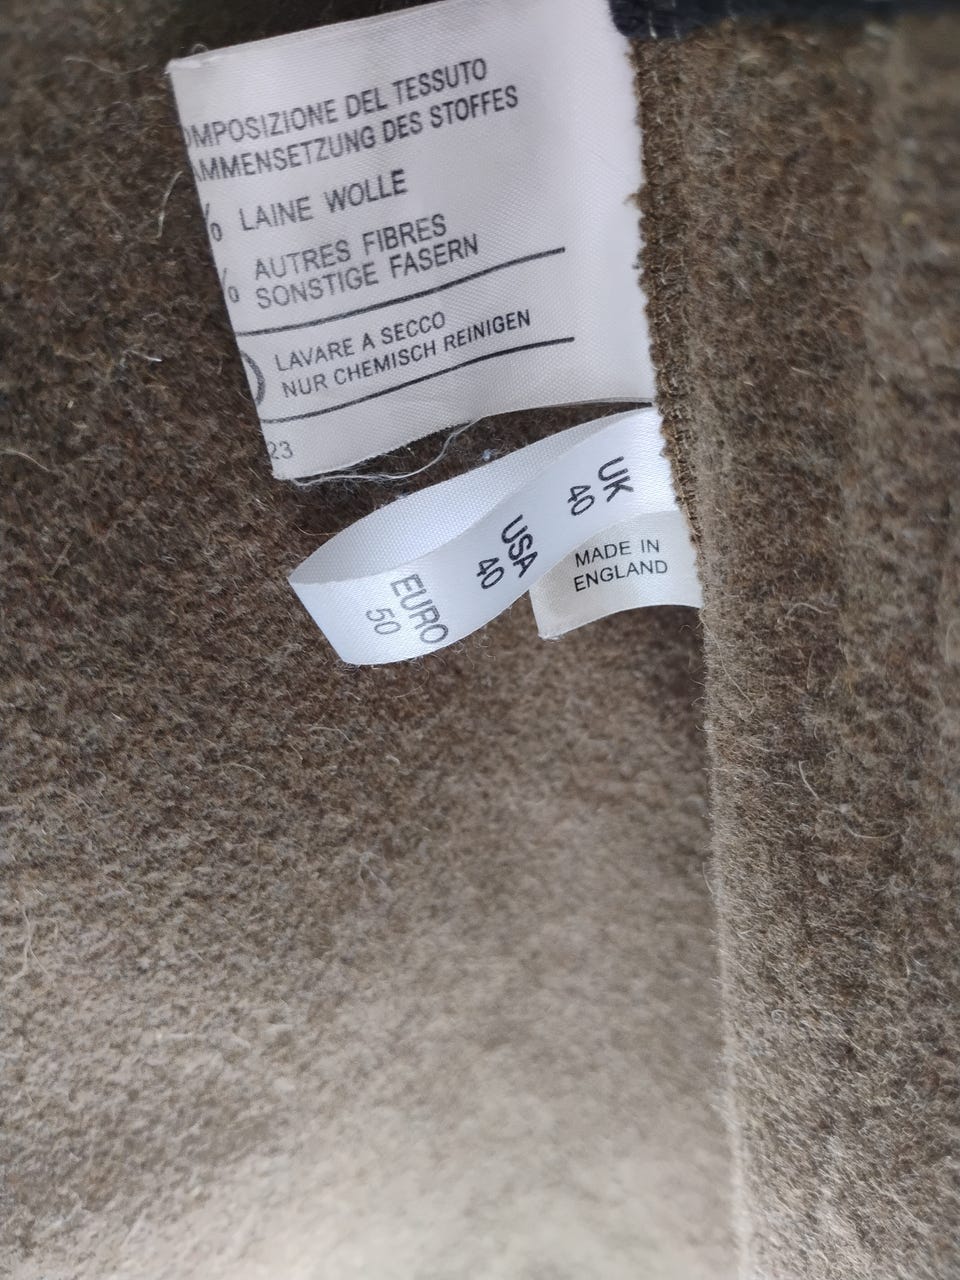 OMPOSIZIONE DEL TESSUTO
AMMENSETZUNG DES STOFFES
% LAINE WOLLE
% AUTRES FIBRES
SONSTIGE FASERN
LAVARE A SECCO
NUR CHEMISCH REINIGEN
23
UK
40
USA
40
EURO
50
MADE IN
ENGLAND